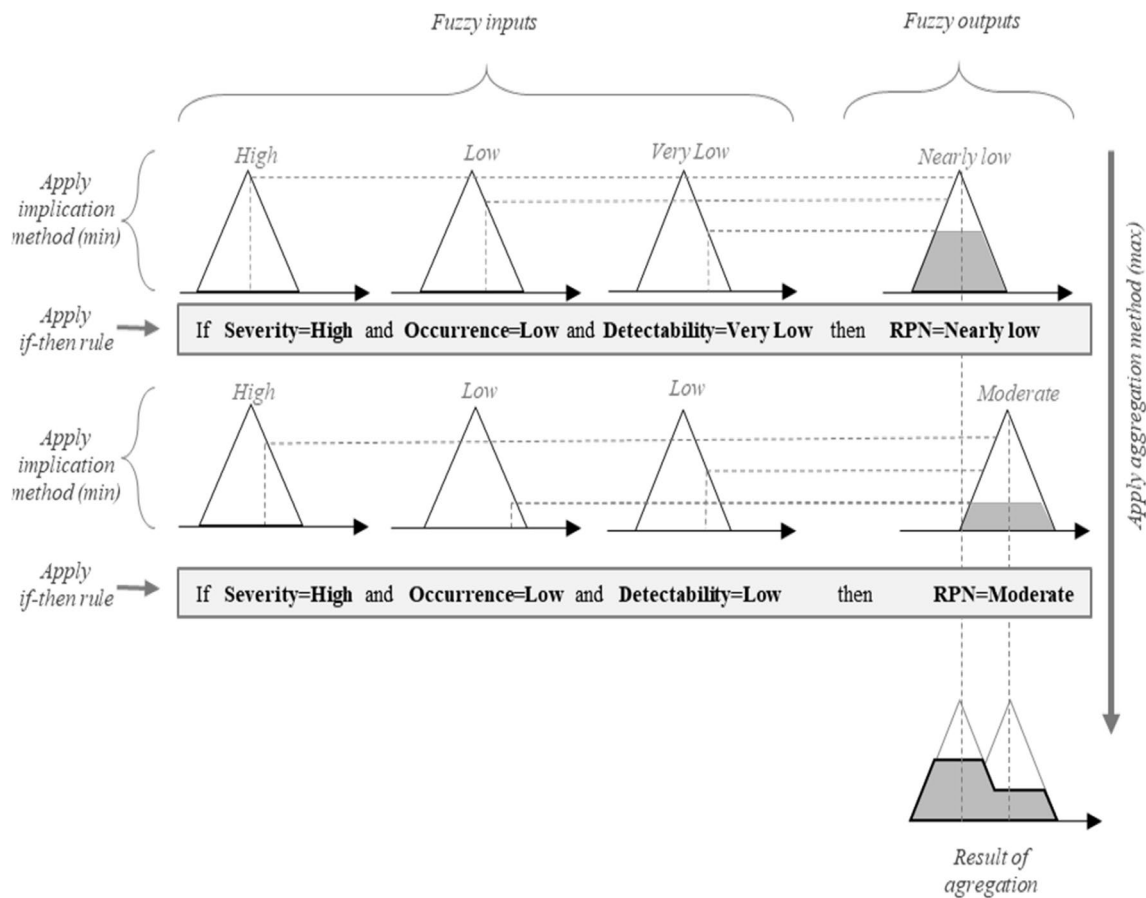 Fuzzy inputs
Fuzzy outputs
High
Low
Very Low
Nearly low
Apply
implication
method (min)
Apply
if-then rule
If Severity=High and Occurrence=Low and Detectability=Very Low then RPN=Nearly low
High
Low
Low
Moderate
Apply
implication
method (min)
Apply
if-then rule
If Severity=High and Occurrence=Low and Detectability=Low then RPN=Moderate
Apply aggregation method (max)
Result of
agregation